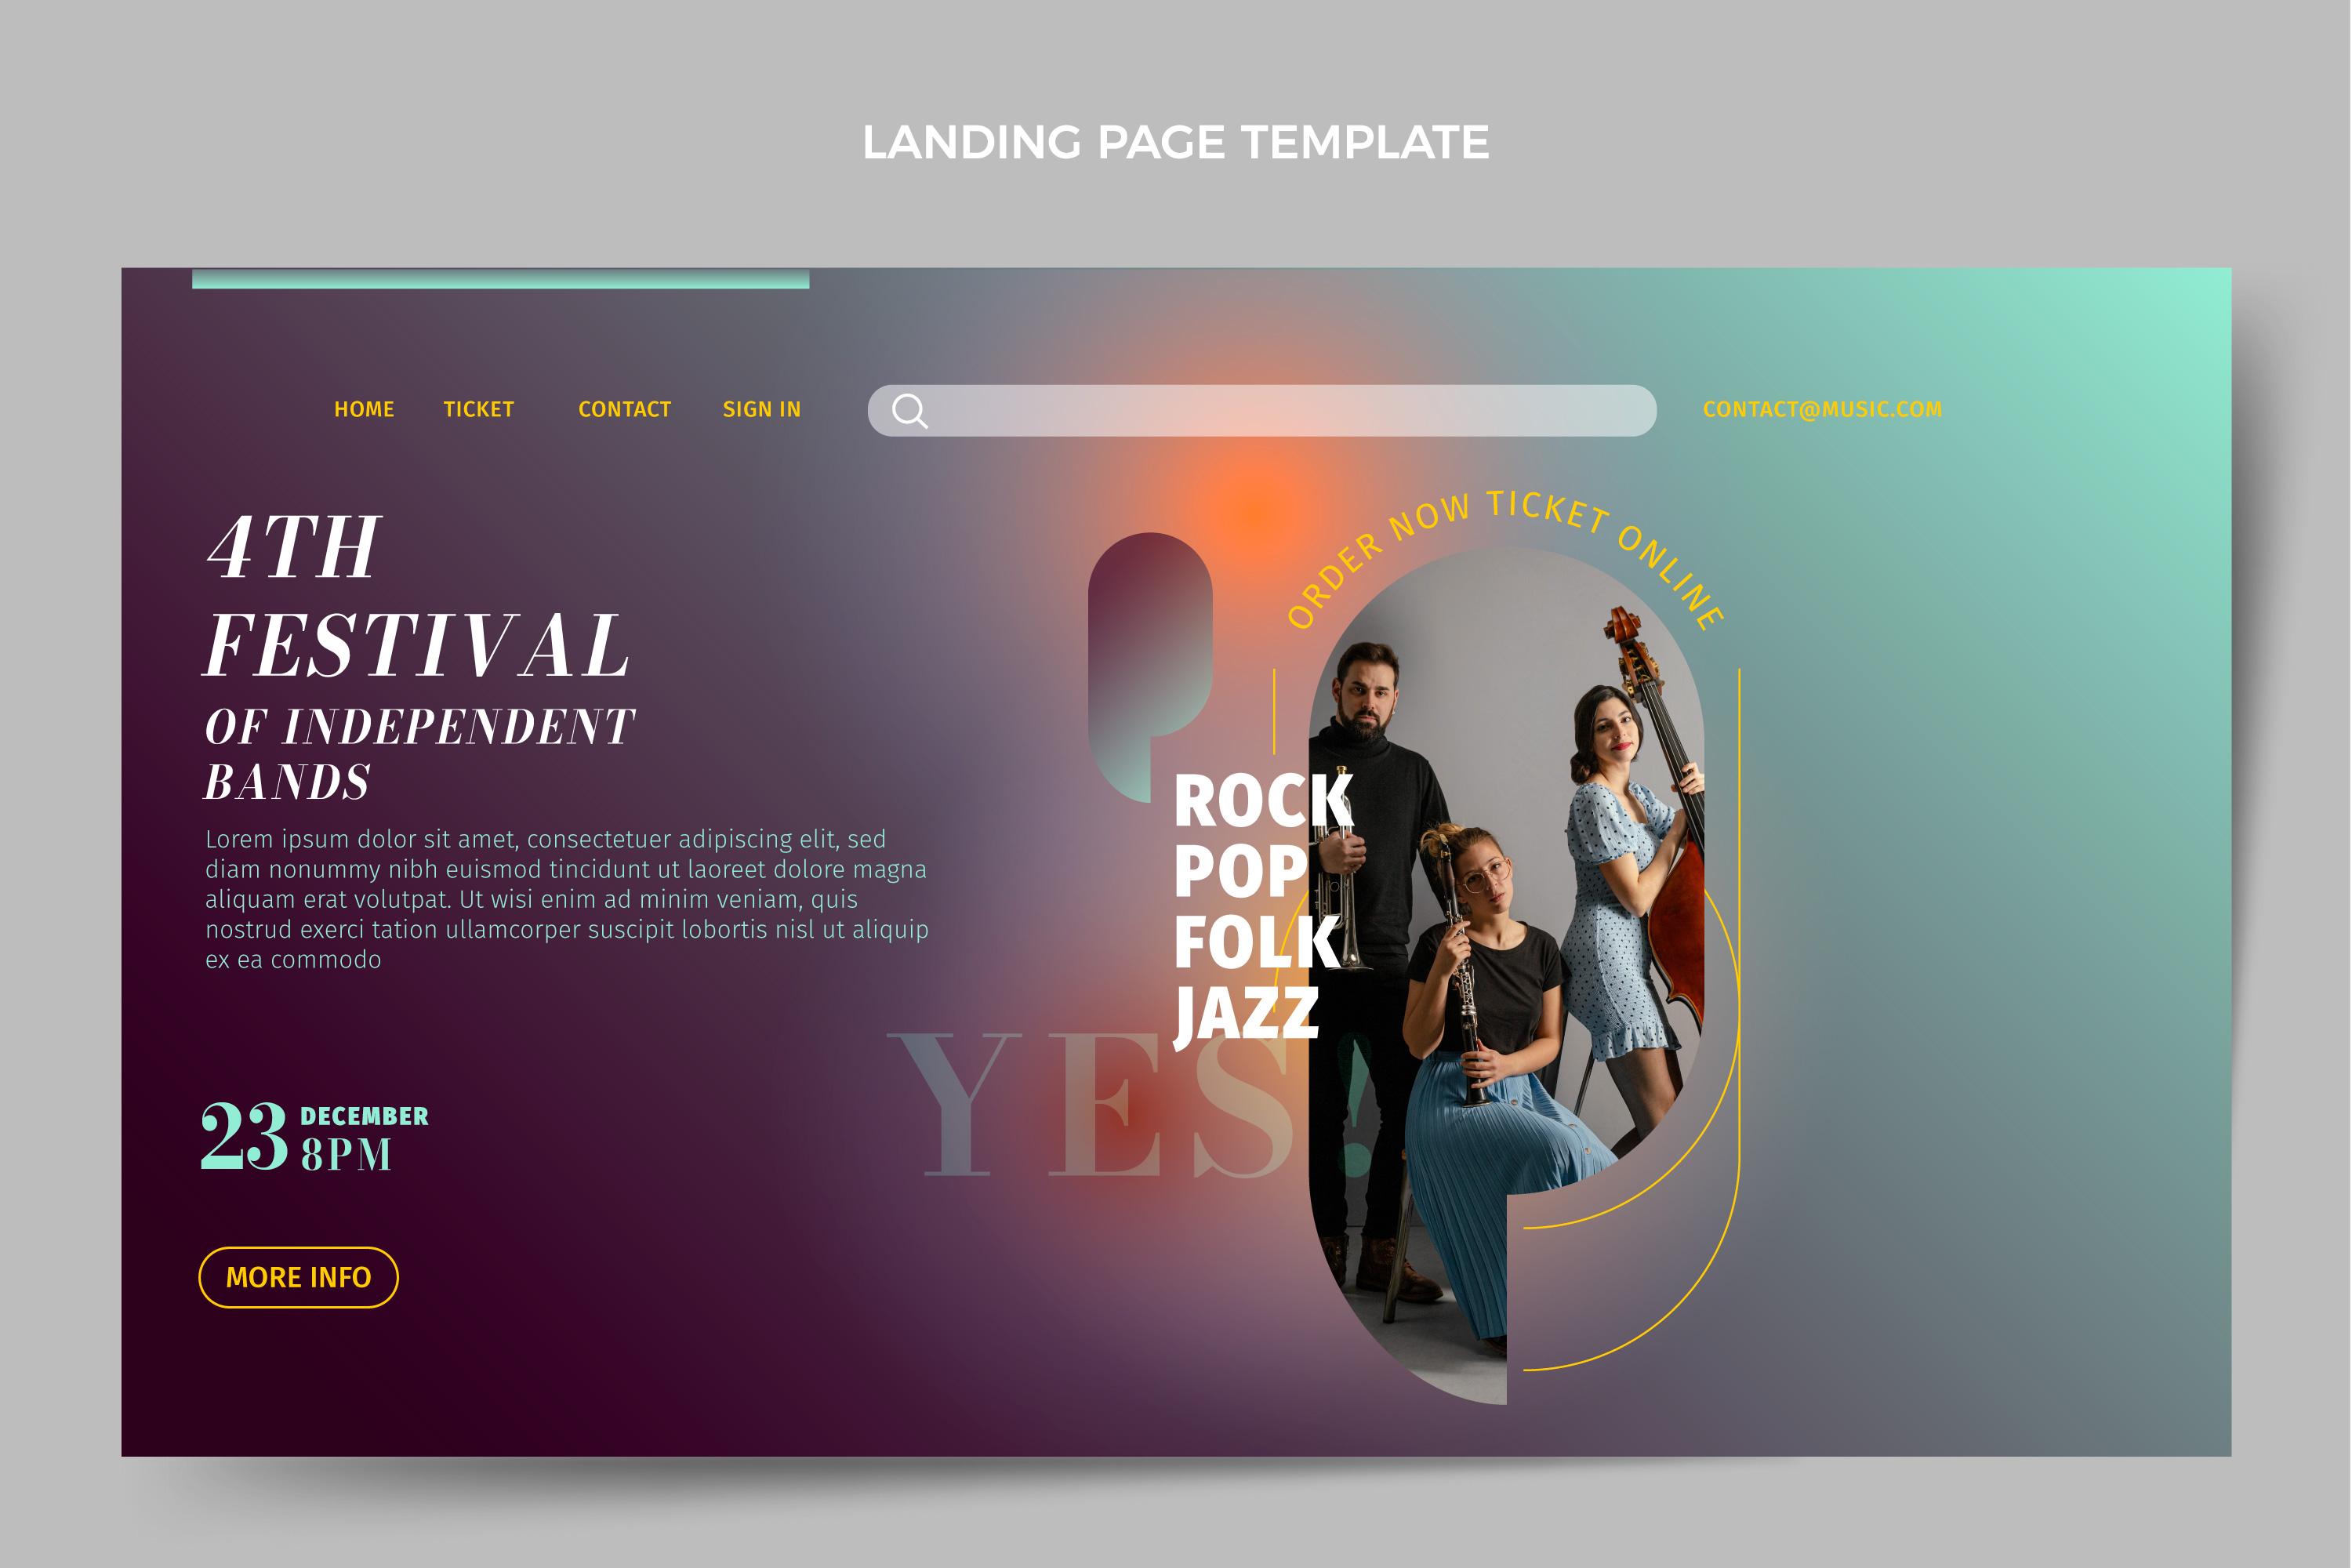 LANDING PAGE TEMPLATE
HOME TICKET CONTACT SIGN IN CONTACT@MUSIC.COM
4TH
FESTIVAL
OF INDEPENDENT
BANDS
Lorem ipsum dolor sit amet, consectetuer adipiscing elit, sed
diam nonummy nibh euismod tincidunt ut laoreet dolore magna
aliquam erat volutpat. Ut wisi enim ad minim veniam, quis
nostrud exerci tation ullamcorper suscipit lobortis nisl ut aliquip
ex ea commodo
23 DECEMBER
8PM
MORE INFO
ORDER NOW TICKET ONLINE
ROCK
POP
FOLK
JAZZ
YES!